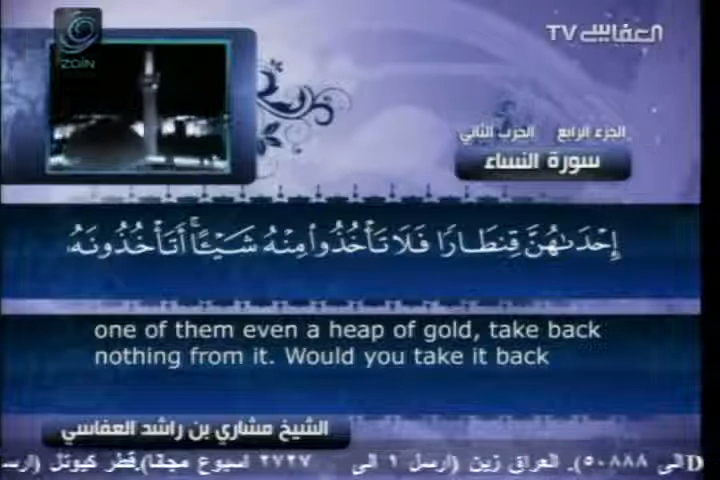 ZAIN
العفاسي TV
الجزء الرابع الحزب الثاني
سورة النساء
إِحْدَىٰهُنَّ قِنطَارًا فَلَا تَأْخُذُوا۟ مِنْهُ شَيْـًٔا ۚ أَتَأْخُذُونَهُۥ
one of them even a heap of gold, take back
nothing from it. Would you take it back
الشيخ مشاري بن راشد العفاسي
الى ٥٠٨٨٨). العراق زين (ارسل ١ الى ٢٧٢٧ اسبوع مجانا).قطر كيوتل (ارسـ